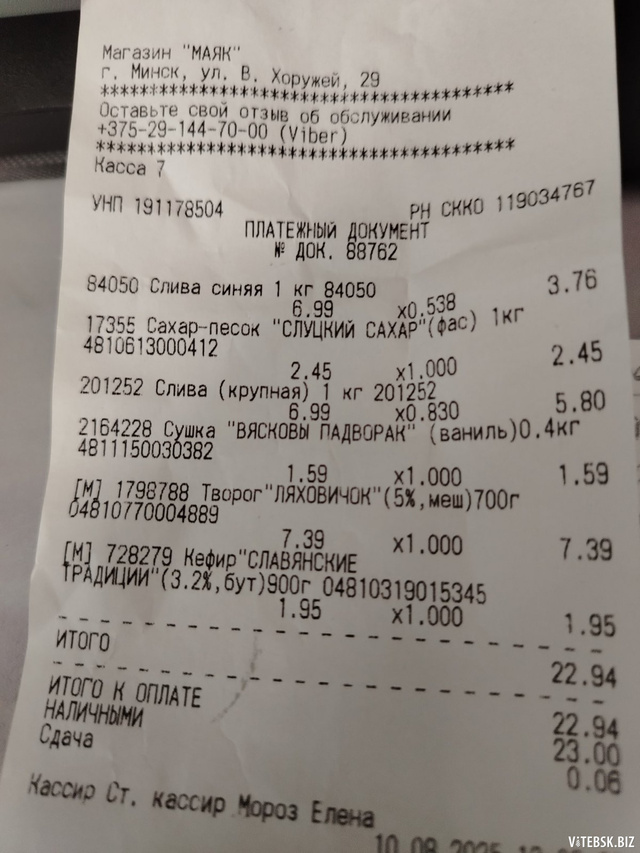 Магазин "МАЯК"
г. Минск, ул. В. Хоружей, 29
****************************************
Оставьте свой отзыв об обслуживании
+375-29-144-70-00 (Viber)
****************************************
Касса 7
УНП 191178504 РН СККО 119034767
ПЛАТЕЖНЫЙ ДОКУМЕНТ
№ ДОК. 88762
84050 Слива синяя 1 кг 84050
6.99 x0.538 3.76
17355 Сахар-песок "СЛУЦКИЙ САХАР"(фас) 1кг
4810613000412
2.45 x1.000 2.45
201252 Слива (крупная) 1 кг 201252
6.99 x0.830 5.80
2164228 Сушка "ВЯСКОВЫ ПАДВОРАК" (ваниль)0.4кг
4811150030382
1.59 x1.000 1.59
[М] 1798788 Творог"ЛЯХОВИЧОК"(5%,меш)700г
04810770004889
7.39 x1.000 7.39
[М] 728279 Кефир"СЛАВЯНСКИЕ
ТРАДИЦИИ"(3.2%,бут)900г 04810319015345
1.95 x1.000 1.95
ИТОГО 22.94
ИТОГО К ОПЛАТЕ 22.94
НАЛИЧНЫМИ 23.00
Сдача 0.06
Кассир Ст. кассир Мороз Елена
10.08.2025
VITEBSK.BIZ